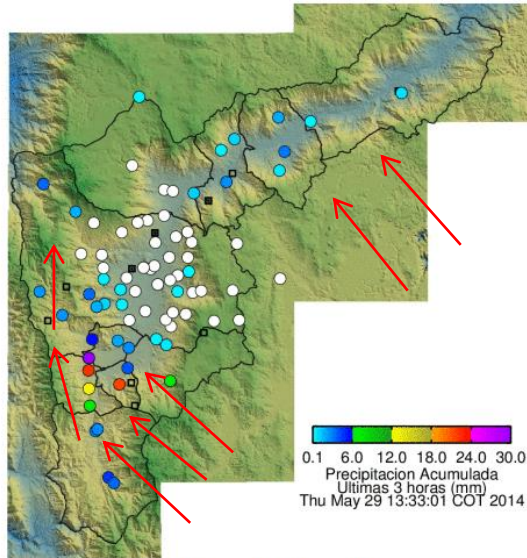 0.1 6.0 12.0 18.0 24.0 30.0
Precipitacion Acumulada
Ultimas 3 horas (mm)
Thu May 29 13:33:01 COT 2014